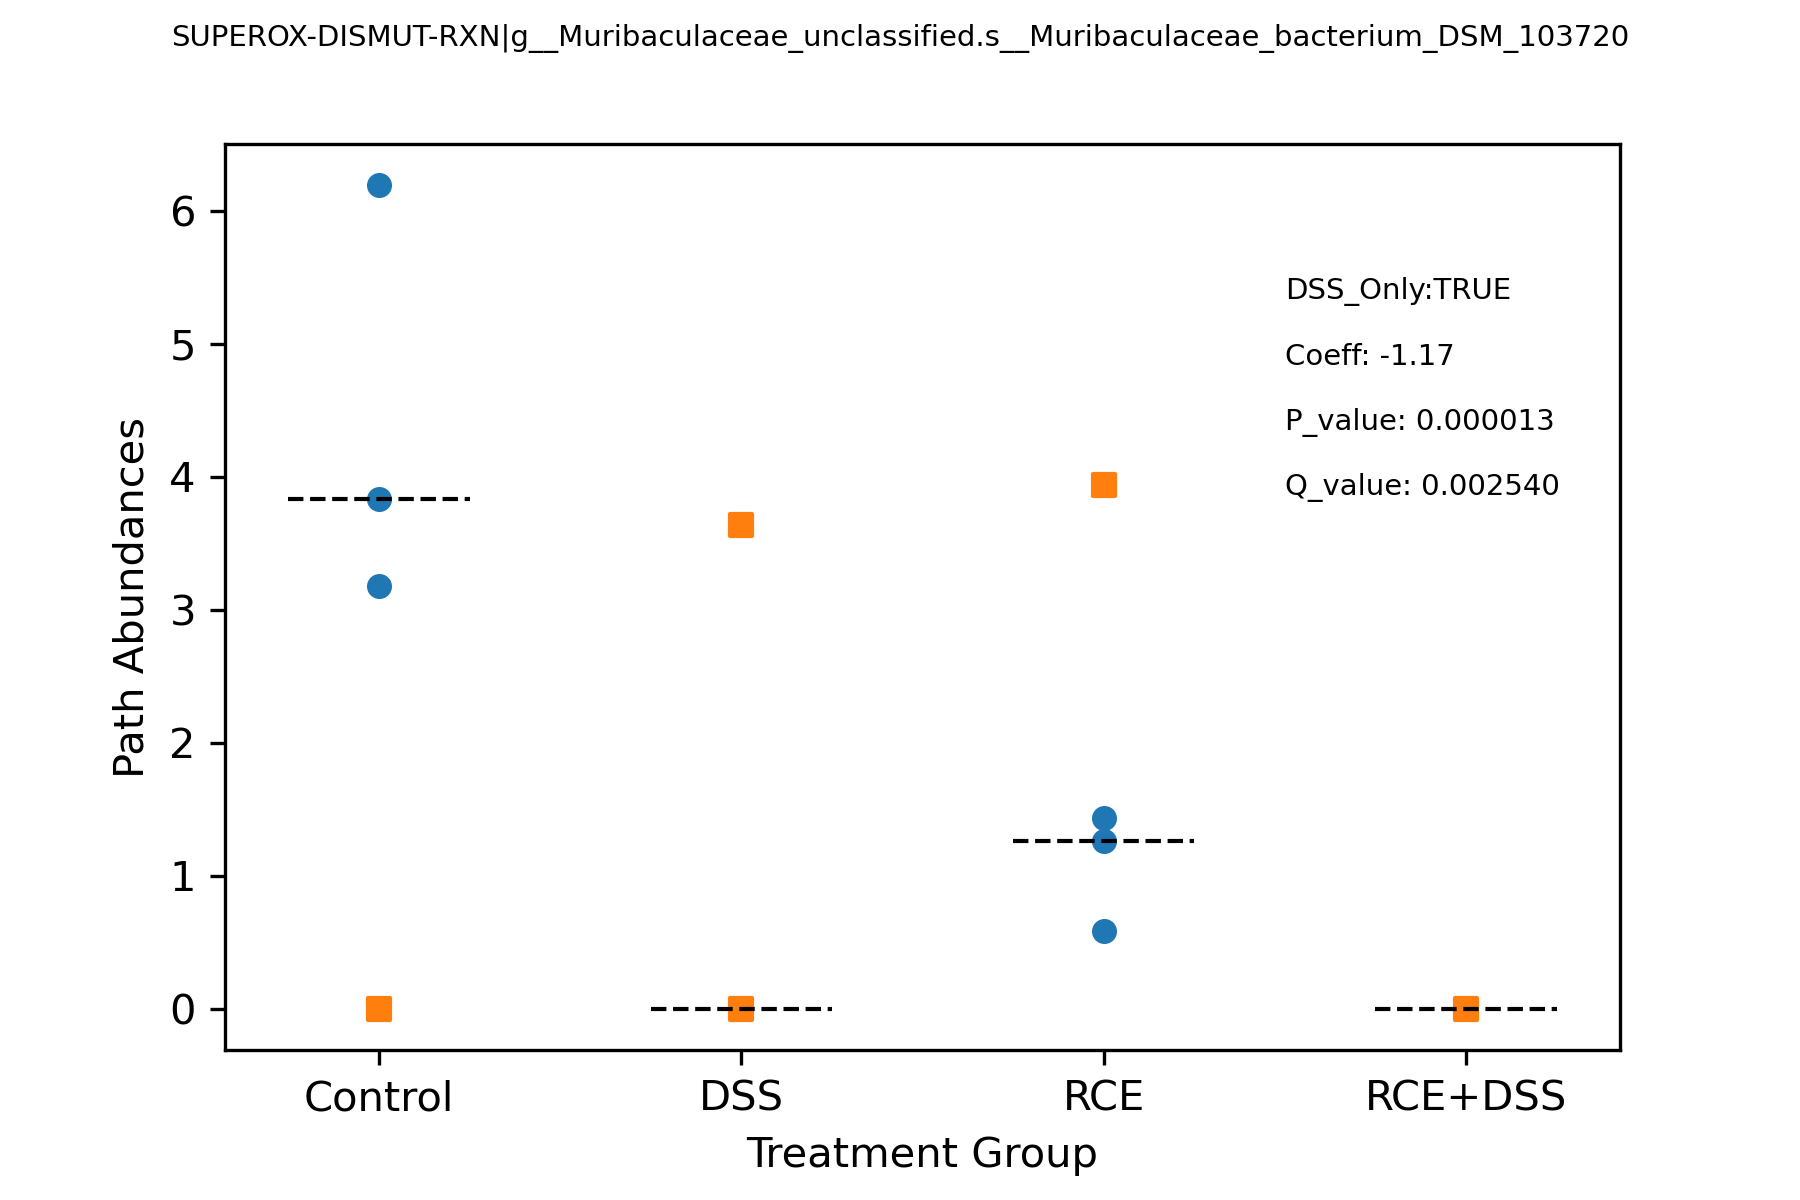 SUPEROX-DISMUT-RXN|g__Muribaculaceae_unclassified.s__Muribaculaceae_bacterium_DSM_103720
6
5
4
3
2
1
0
Path Abundances
DSS_Only:TRUE
Coeff: -1.17
P_value: 0.000013
Q_value: 0.002540
Control DSS RCE RCE+DSS
Treatment Group